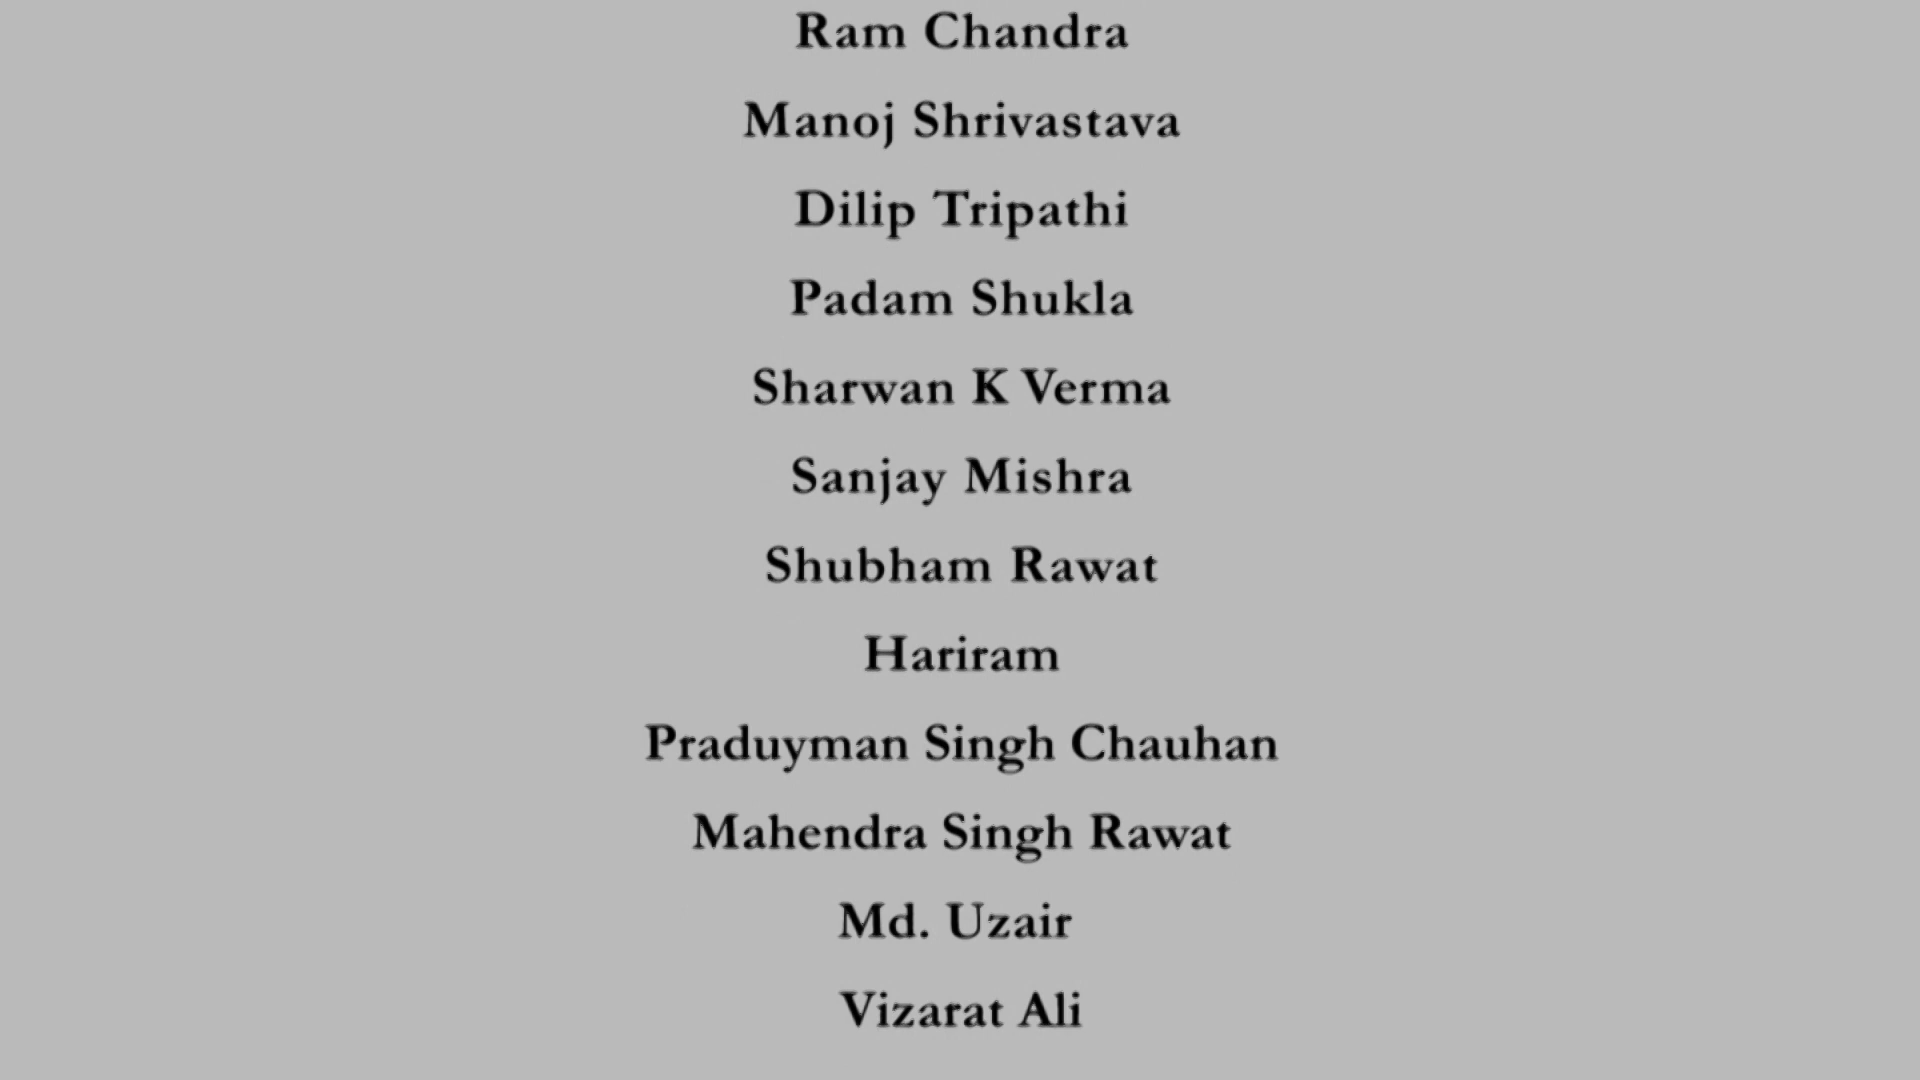 Ram Chandra
Manoj Shrivastava
Dilip Tripathi
Padam Shukla
Sharwan K Verma
Sanjay Mishra
Shubham Rawat
Hariram
Praduyman Singh Chauhan
Mahendra Singh Rawat
Md. Uzair
Vizarat Ali